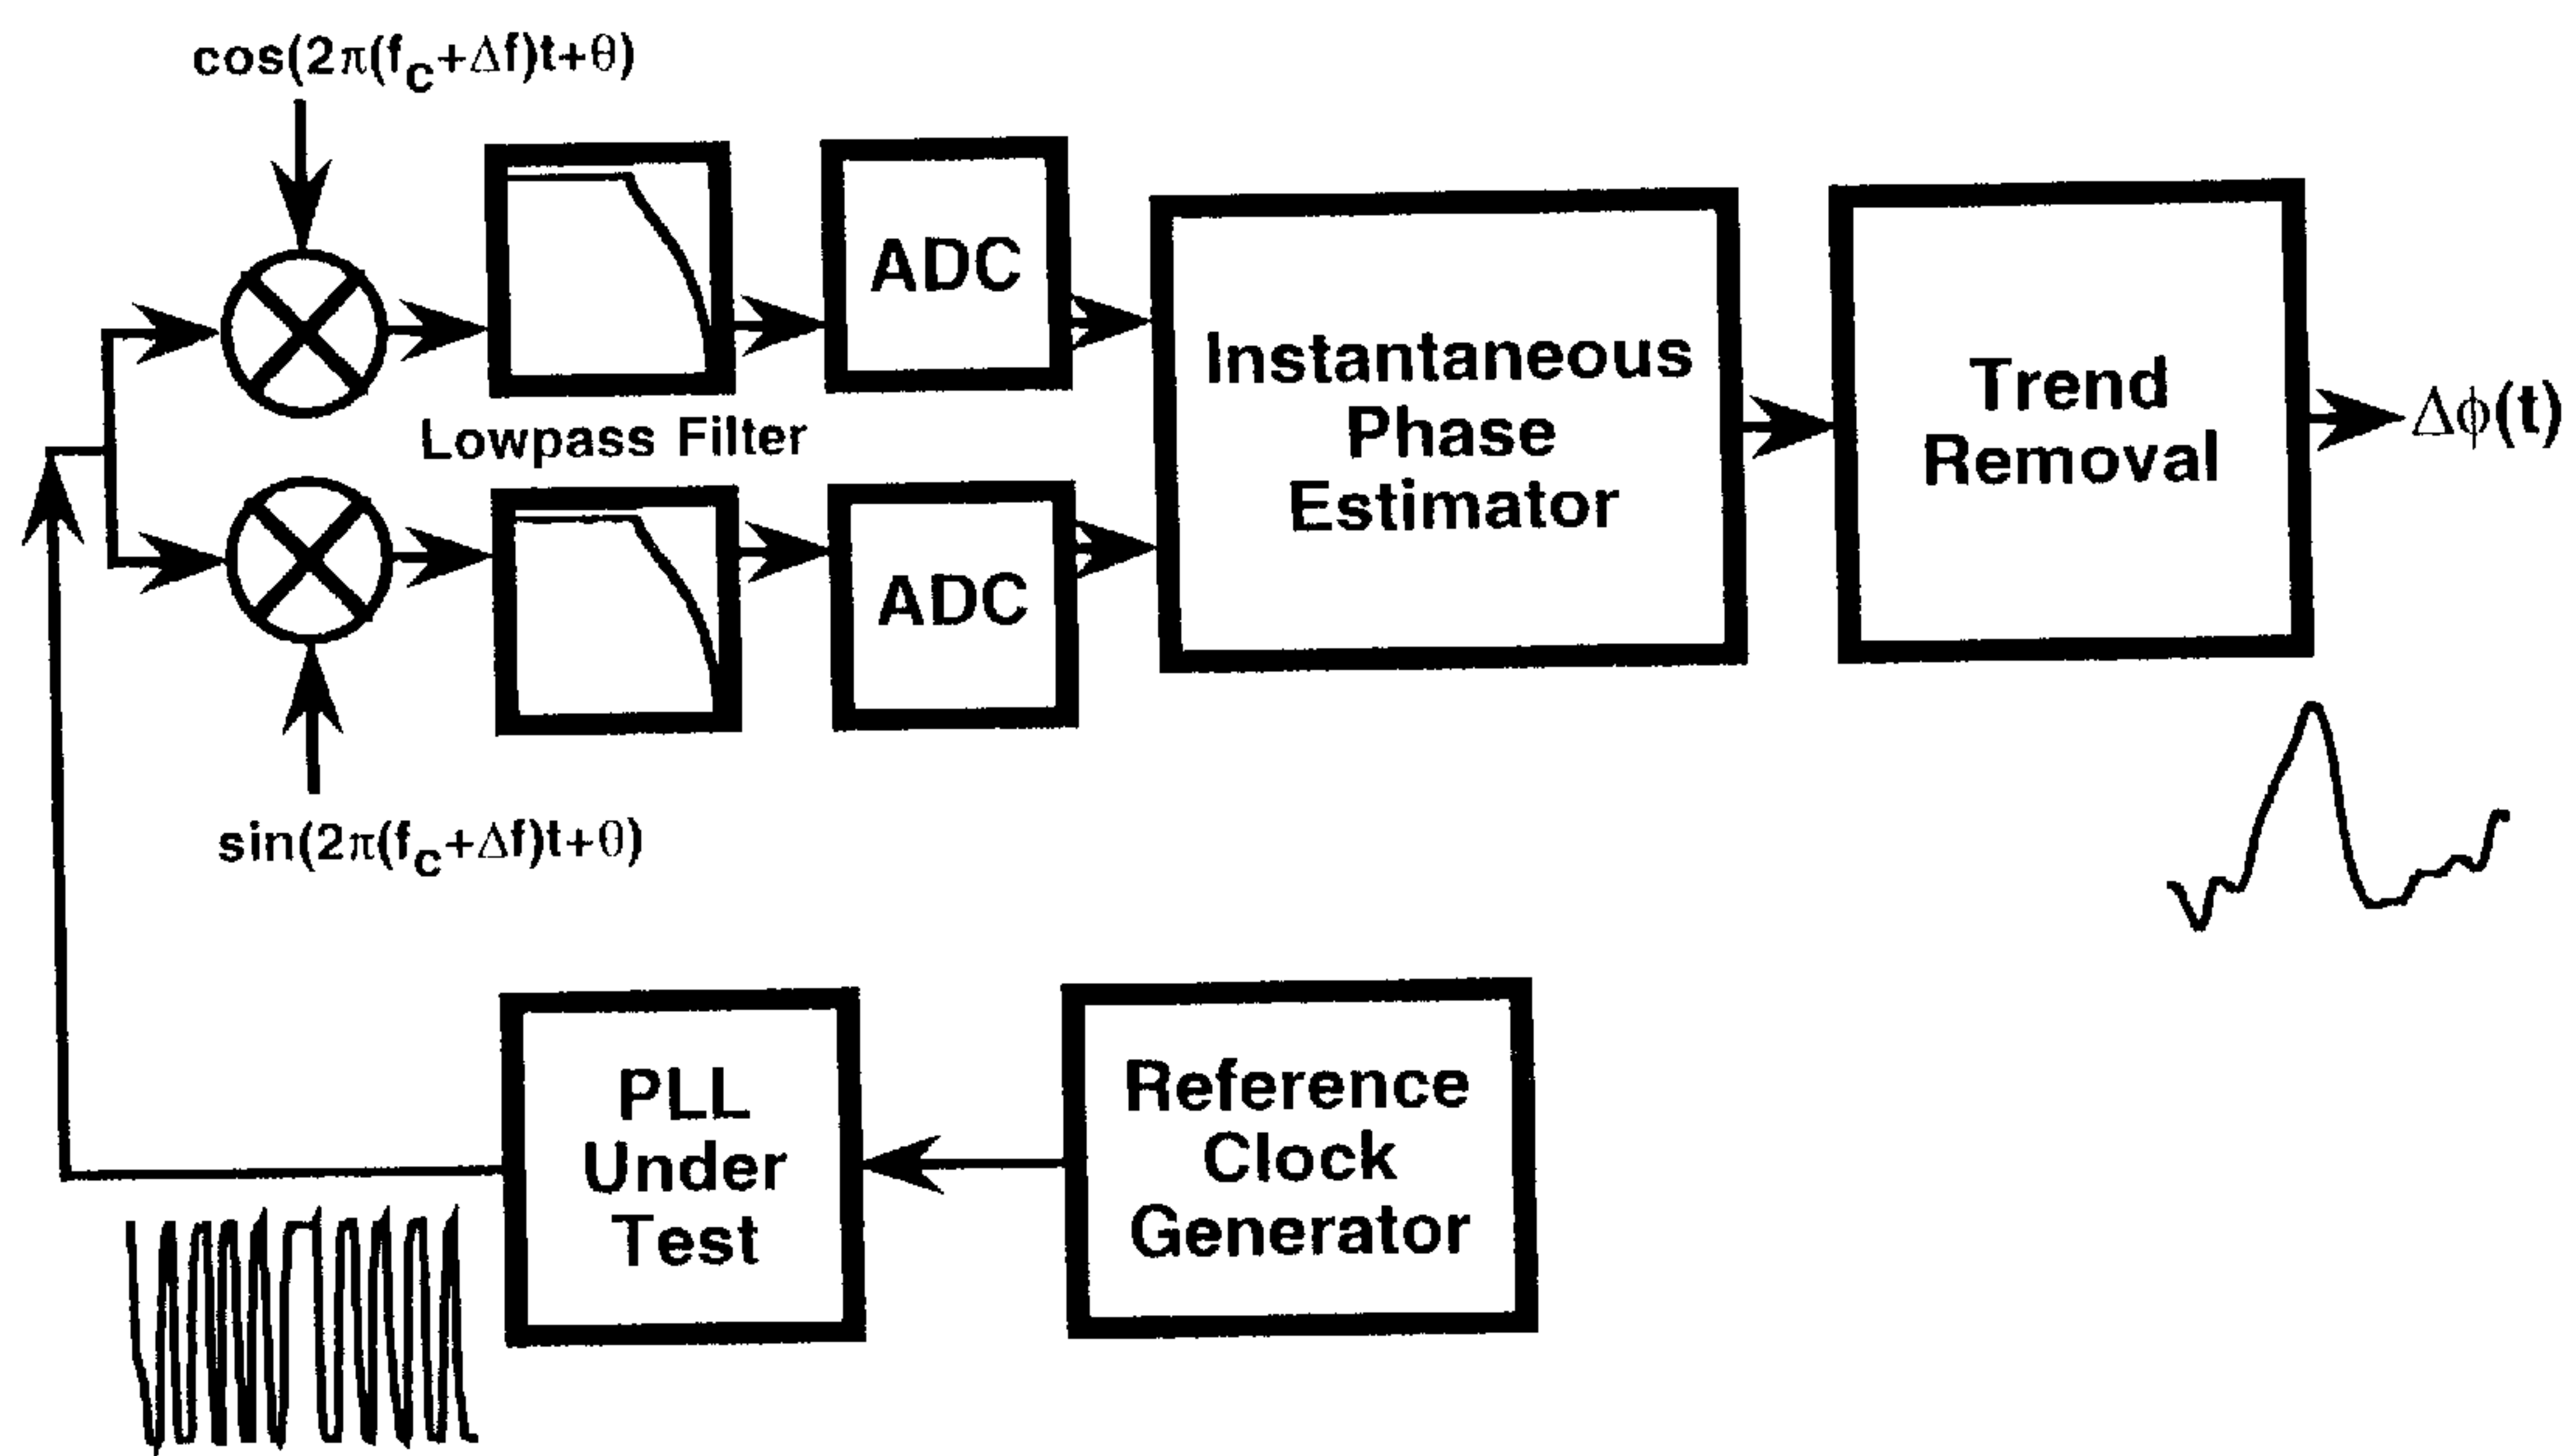 cos(2π(fc+Δf)t+θ)
ADC
Lowpass Filter
ADC
Instantaneous
Phase
Estimator
Trend
Removal
Δϕ(t)
sin(2π(fc+Δf)t+θ)
PLL
Under
Test
Reference
Clock
Generator